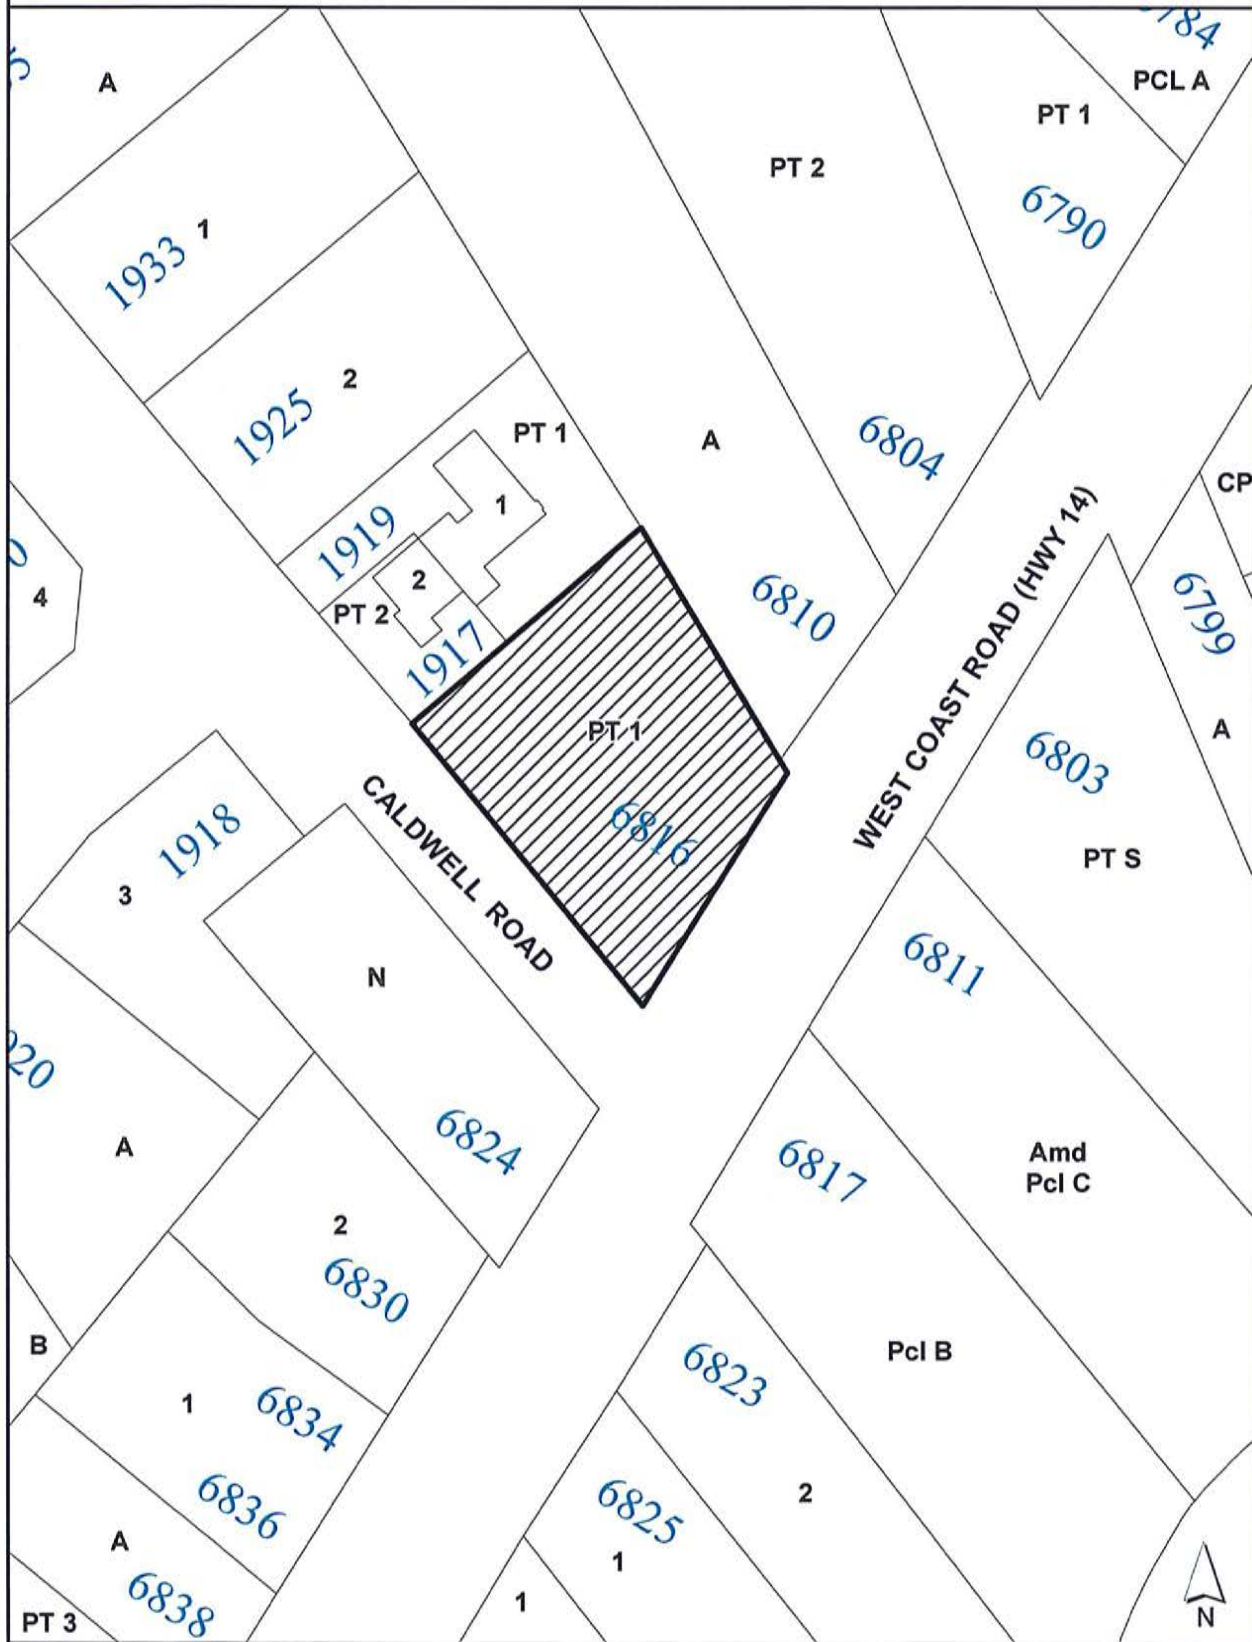 A
PCL A
PT 1
PT 2
6790
1
1933
2
1925
PT 1
A
6804
CP
1
1919
2
PT 2
4
1917
6810
6799
WEST COAST ROAD (HWY 14)
PT 1
6816
A
6803
PT S
CALDWELL ROAD
1918
3
N
6811
6824
A
6817
Amd
Pcl C
2
6830
B
Pcl B
6823
1
6834
6836
2
6825
A
6838
1
1
PT 3
N